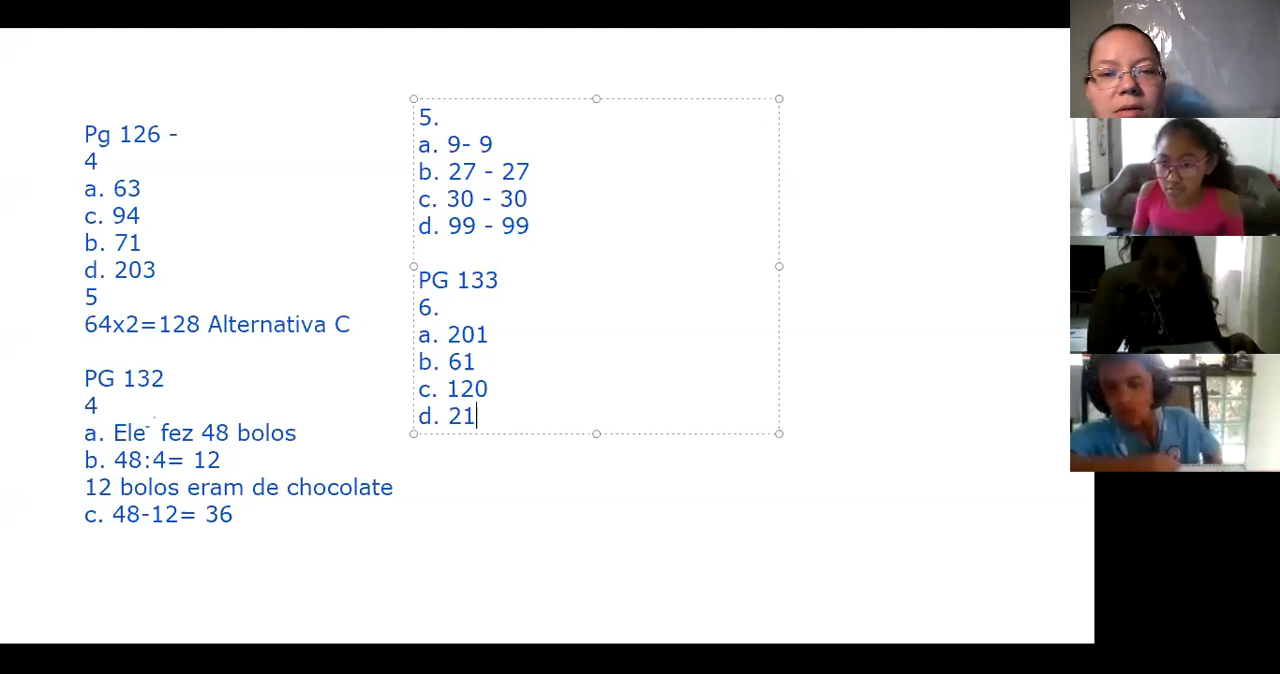 Pg 126 -
4
a. 63
c. 94
b. 71
d. 203
5
64x2=128 Alternativa C
PG 132
4
a. Ele fez 48 bolos
b. 48:4= 12
12 bolos eram de chocolate
c. 48-12= 36
5.
a. 9- 9
b. 27 - 27
c. 30 - 30
d. 99 - 99
PG 133
6.
a. 201
b. 61
c. 120
d. 21